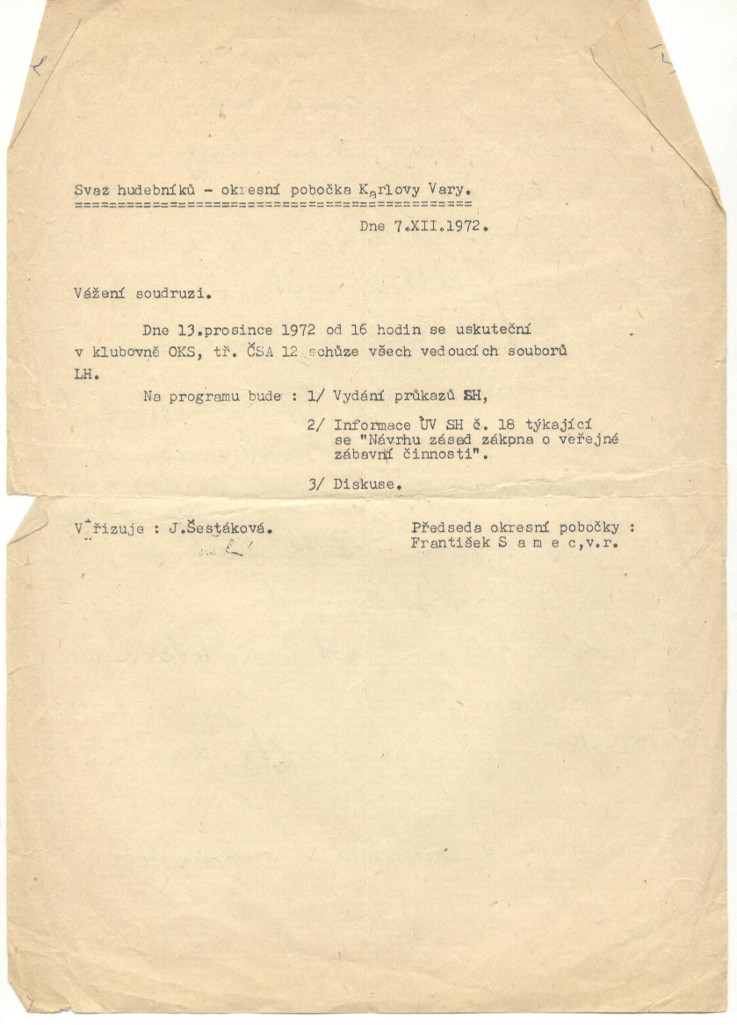 Svaz hudebníků - okresní pobočka Karlovy Vary.
==================================================
Dne 7.XII.1972.
Vážení soudruzi.
Dne 13.prosince 1972 od 16 hodin se uskuteční
v klubovně OKS, tř. ČSA 12 schůze všech vedoucích souborů
LH.
Na programu bude : 1/ Vydání průkazů SH,
2/ Informace ÚV SH č. 18 týkající
se "Návrhu zásad zákpna o veřejné
zábavní činnosti".
3/ Diskuse.
Vyřizuje : J.Šestáková.
Předseda okresní pobočky :
František S a m e c,v.r.